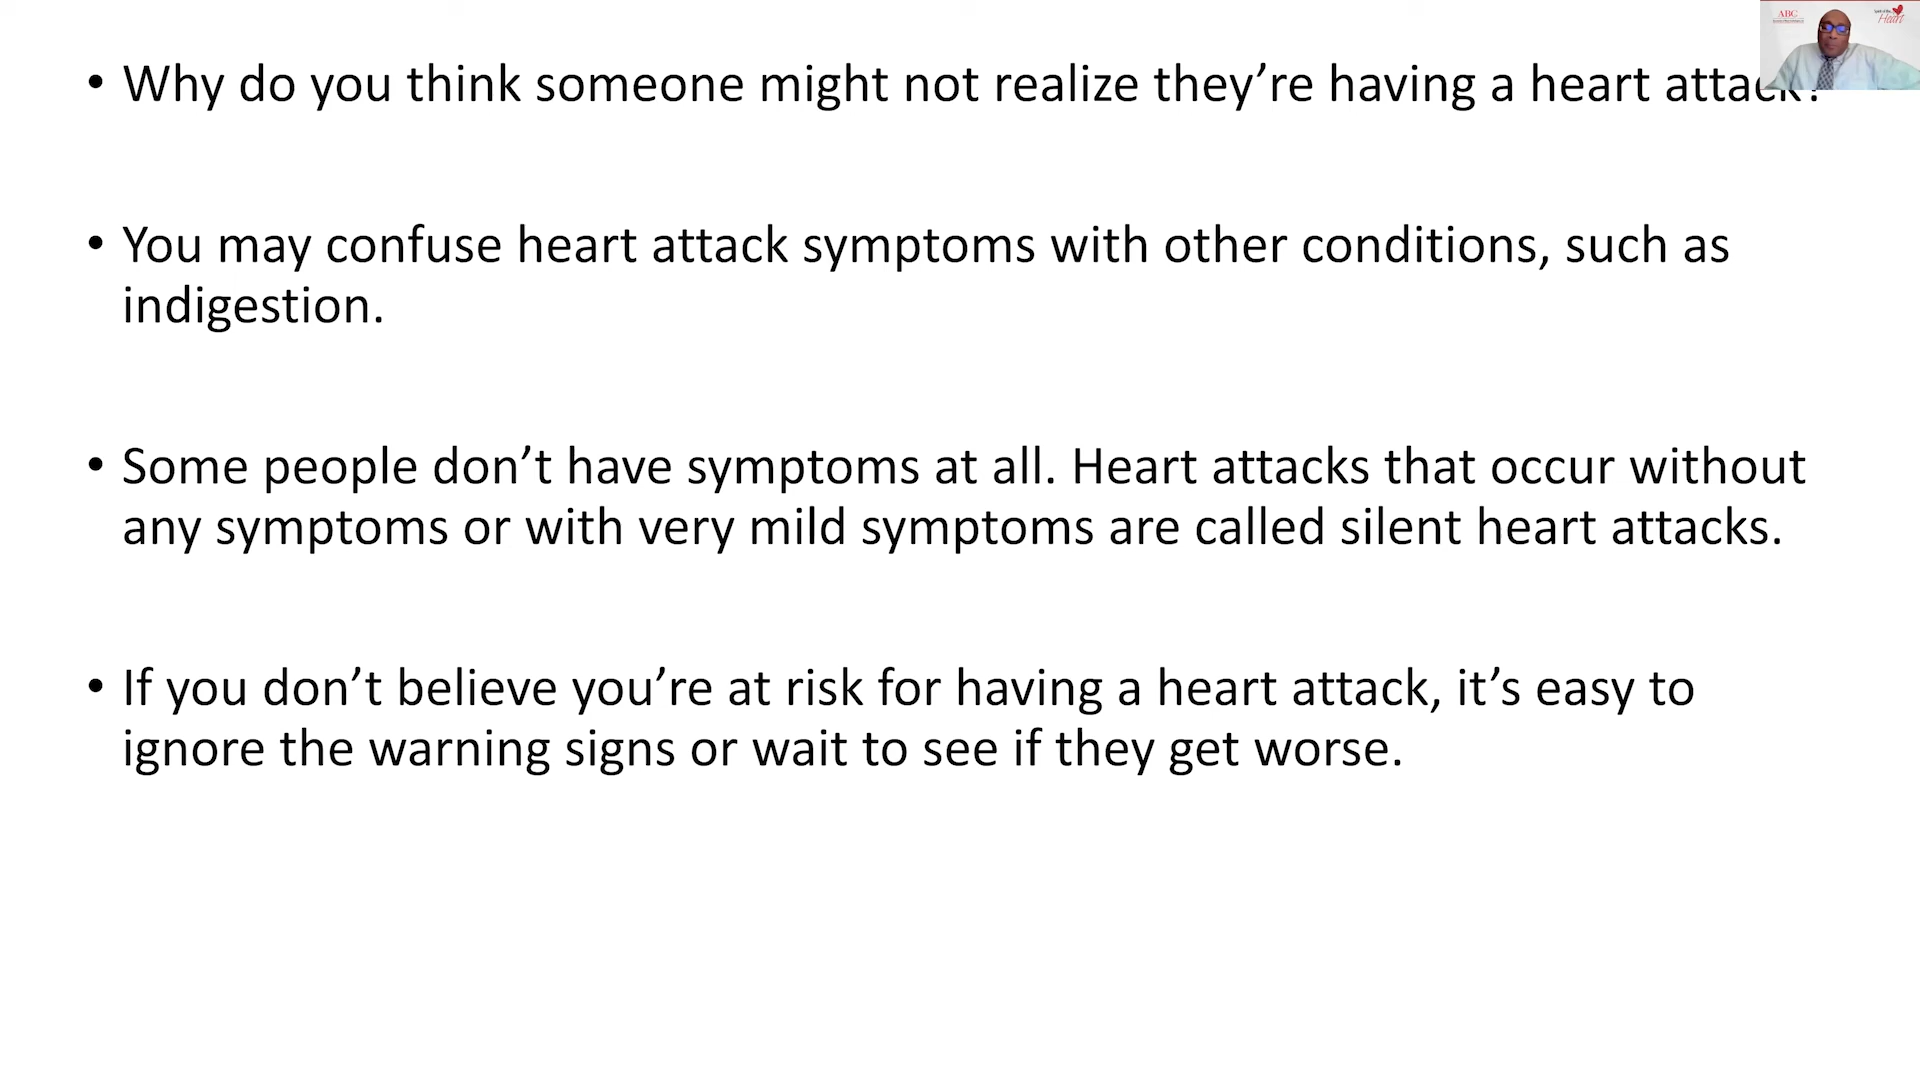 • Why do you think someone might not realize they’re having a heart attack?
• You may confuse heart attack symptoms with other conditions, such as
indigestion.
• Some people don’t have symptoms at all. Heart attacks that occur without
any symptoms or with very mild symptoms are called silent heart attacks.
• If you don’t believe you’re at risk for having a heart attack, it’s easy to
ignore the warning signs or wait to see if they get worse.
ABC
Heart